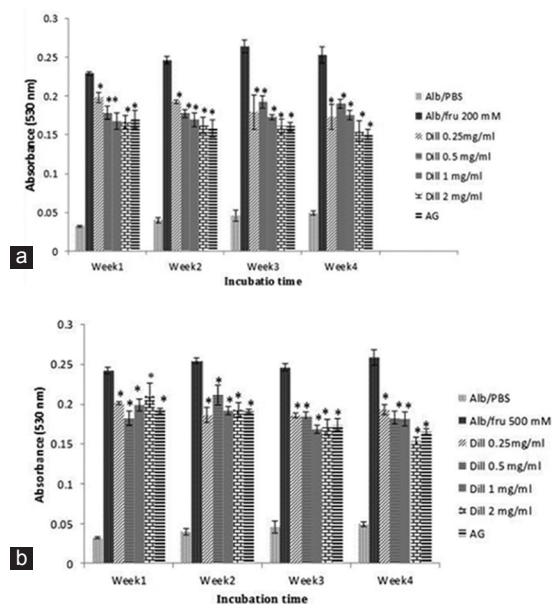 0.3
0.25
0.2
0.15
0.1
0.05
0
Absorbance (530 nm)
* ** * *
* * * * *
* * * * *
* * * * *
Week1 Week2 Week3 Week4
Incubatio time
Alb/PBS
Alb/fru 200 mM
Dill 0.25mg/ml
Dill 0.5 mg/ml
Dill 1 mg/ml
Dill 2 mg/ml
AG
a
0.3
0.25
0.2
0.15
0.1
0.05
0
Absorbance (530 nm)
* * * * *
* * * * *
* * * * *
* * * * *
Week1 Week2 Week3 Week4
Incubation time
Alb/PBS
Alb/fru 500 mM
Dill 0.25mg/ml
Dill 0.5 mg/ml
Dill 1 mg/ml
Dill 2 mg/ml
AG
b